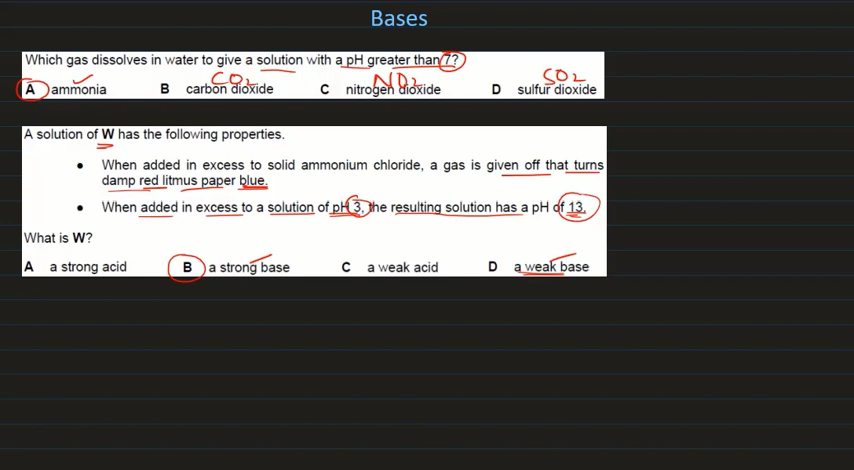 Bases
Which gas dissolves in water to give a solution with a pH greater than 7?
CO2 NO2 SO2
A ammonia B carbon dioxide C nitrogen dioxide D sulfur dioxide
A solution of W has the following properties.
• When added in excess to solid ammonium chloride, a gas is given off that turns
damp red litmus paper blue.
• When added in excess to a solution of pH 3, the resulting solution has a pH of 13.
What is W?
A a strong acid B a strong base C a weak acid D a weak base